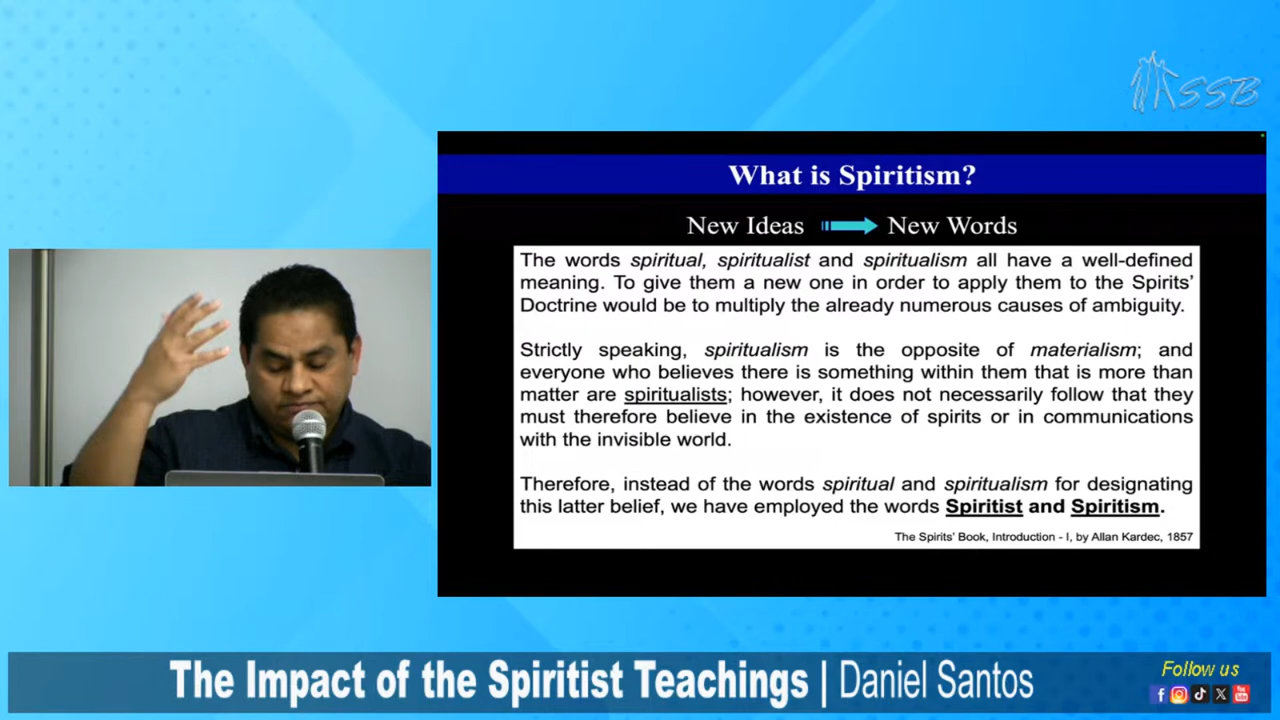 SSB
What is Spiritism?
New Ideas New Words
The words spiritual, spiritualist and spiritualism all have a well-defined
meaning. To give them a new one in order to apply them to the Spirits'
Doctrine would be to multiply the already numerous causes of ambiguity.
Strictly speaking, spiritualism is the opposite of materialism; and
everyone who believes there is something within them that is more than
matter are spiritualists; however, it does not necessarily follow that they
must therefore believe in the existence of spirits or in communications
with the invisible world.
Therefore, instead of the words spiritual and spiritualism for designating
this latter belief, we have employed the words Spiritist and Spiritism.
The Spirits' Book, Introduction - I, by Allan Kardec, 1857
The Impact of the Spiritist Teachings | Daniel Santos
Follow us